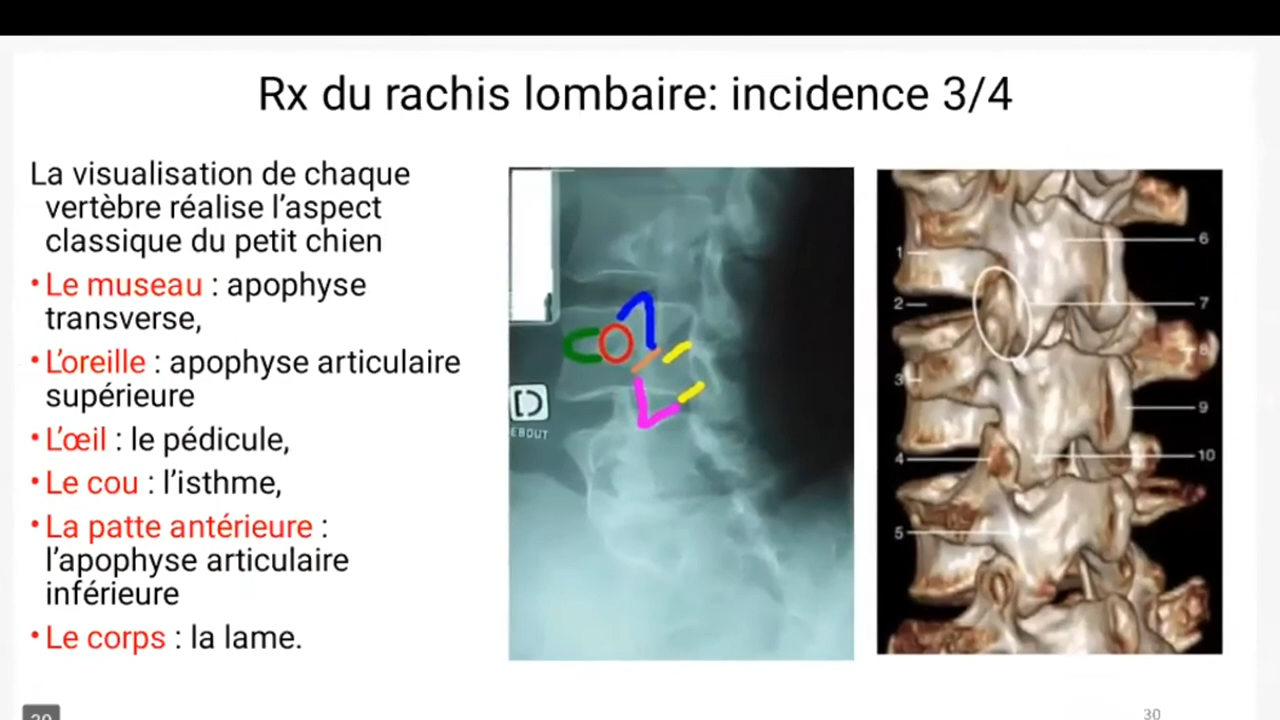 Rx du rachis lombaire: incidence 3/4
La visualisation de chaque
vertèbre réalise l'aspect
classique du petit chien
•Le museau : apophyse
transverse,
•L'oreille : apophyse articulaire
supérieure
•L'œil : le pédicule,
•Le cou : l'isthme,
•La patte antérieure :
l'apophyse articulaire
inférieure
•Le corps : la lame.
D
EBOUT
1
2
3
4
5
6
7
8
9
10
30
30